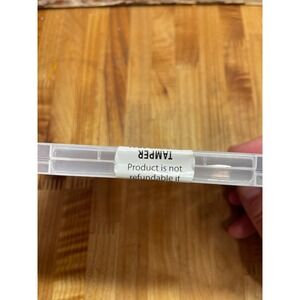 TAMPER
Product is not
refundable if